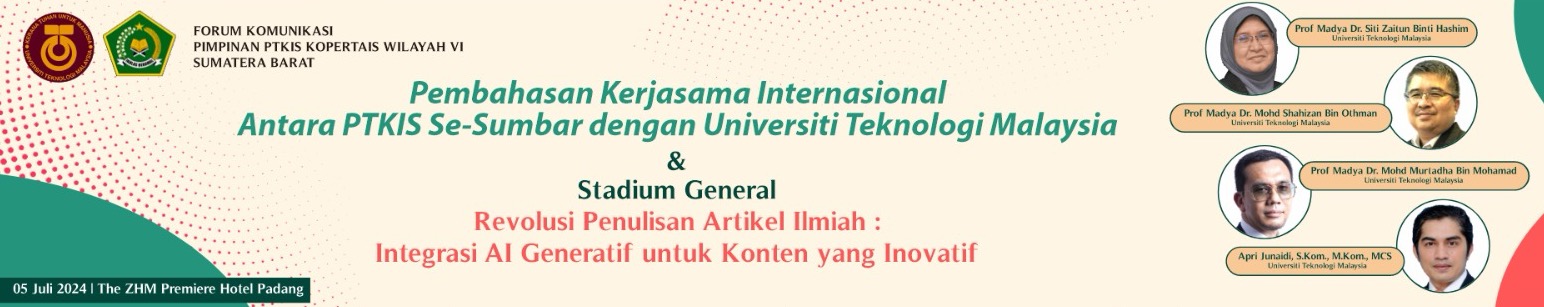 FORUM KOMUNIKASI
PIMPINAN PTKIS KOPERTAIS WILAYAH VI
SUMATERA BARAT
Pembahasan Kerjasama Internasional
Antara PTKIS Se-Sumbar dengan Universiti Teknologi Malaysia
&
Stadium General
Revolusi Penulisan Artikel Ilmiah :
Integrasi AI Generatif untuk Konten yang Inovatif
05 Juli 2024 | The ZHM Premiere Hotel Padang
Prof Madya Dr. Siti Zaitun Binti Hashim
Universiti Teknologi Malaysia
Prof Madya Dr. Mohd Shahizan Bin Othman
Universiti Teknologi Malaysia
Prof Madya Dr. Mohd Murtadha Bin Mohamad
Universiti Teknologi Malaysia
Apri Junaidi, S.Kom., M.Kom., MCS
Universiti Teknologi Malaysia